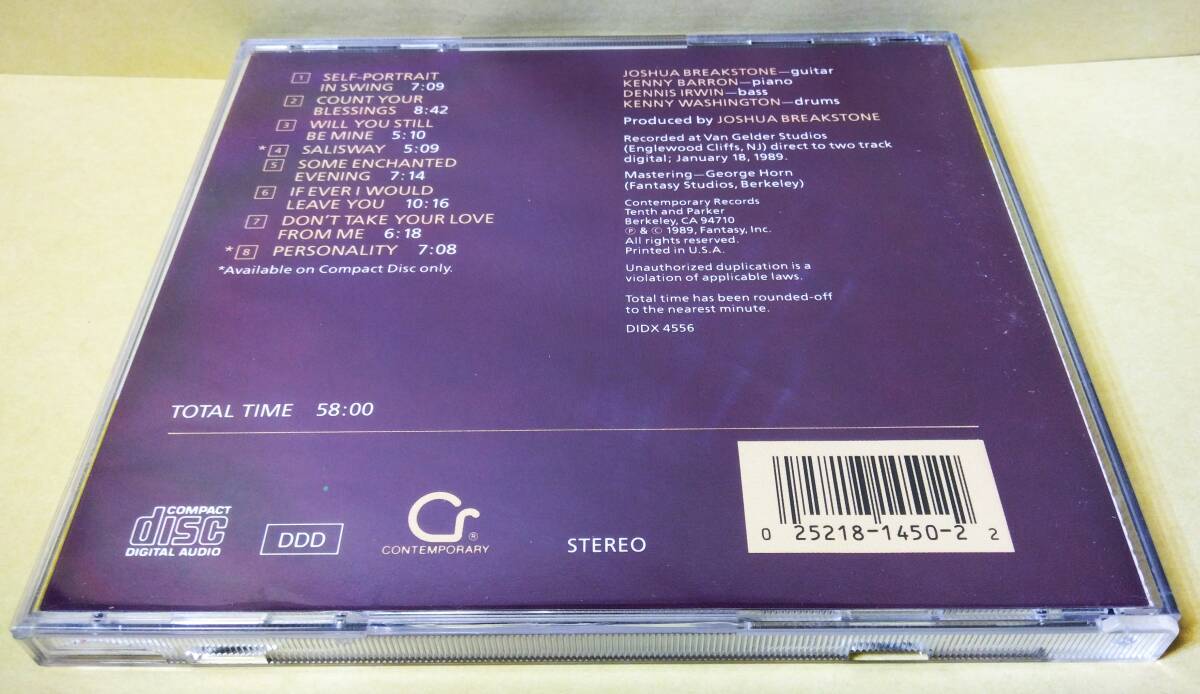 1 SELF-PORTRAIT
IN SWING 7:09
2 COUNT YOUR
BLESSINGS 8:42
3 WILL YOU STILL
BE MINE 5:10
*4 SALISWAY 5:09
5 SOME ENCHANTED
EVENING 7:14
6 IF EVER I WOULD
LEAVE YOU 10:16
7 DON'T TAKE YOUR LOVE
FROM ME 6:18
*8 PERSONALITY 7:08
*Available on Compact Disc only.
JOSHUA BREAKSTONE—guitar
KENNY BARRON—piano
DENNIS IRWIN—bass
KENNY WASHINGTON—drums
Produced by JOSHUA BREAKSTONE
Recorded at Van Gelder Studios
(Englewood Cliffs, NJ) direct to two track
digital; January 18, 1989.
Mastering—George Horn
(Fantasy Studios, Berkeley)
Contemporary Records
Tenth and Parker
Berkeley, CA 94710
℗ & © 1989, Fantasy, Inc.
All rights reserved.
Printed in U.S.A.
Unauthorized duplication is a
violation of applicable laws.
Total time has been rounded-off
to the nearest minute.
DIDX 4556
TOTAL TIME 58:00
COMPACT
disc
DIGITAL AUDIO
DDD
Cr®
CONTEMPORARY
STEREO
0 25218-1450-2 2